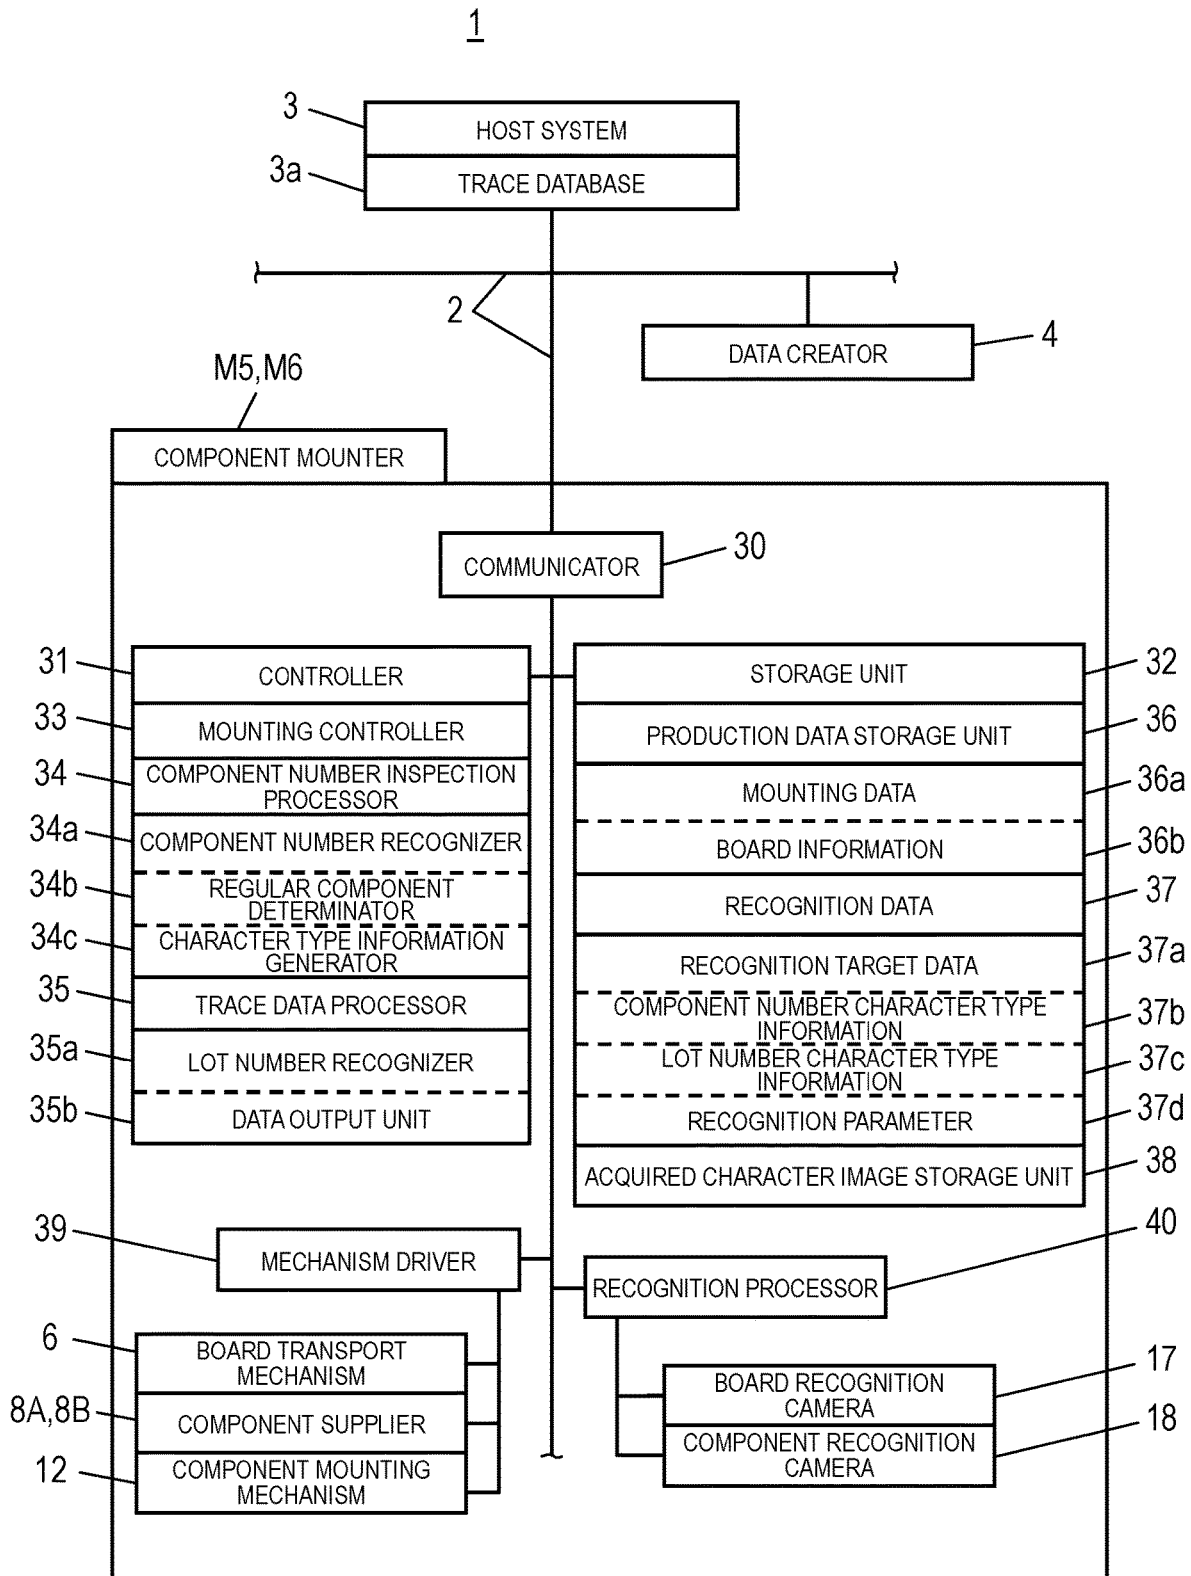 1
3
HOST SYSTEM
3a
TRACE DATABASE
2
DATA CREATOR
4
M5,M6
COMPONENT MOUNTER
COMMUNICATOR
30
31
CONTROLLER
33
MOUNTING CONTROLLER
34
COMPONENT NUMBER INSPECTION
PROCESSOR
34a
COMPONENT NUMBER RECOGNIZER
34b
REGULAR COMPONENT
DETERMINATOR
34c
CHARACTER TYPE INFORMATION
GENERATOR
35
TRACE DATA PROCESSOR
35a
LOT NUMBER RECOGNIZER
35b
DATA OUTPUT UNIT
STORAGE UNIT
32
PRODUCTION DATA STORAGE UNIT
36
MOUNTING DATA
36a
BOARD INFORMATION
36b
RECOGNITION DATA
37
RECOGNITION TARGET DATA
37a
COMPONENT NUMBER CHARACTER TYPE
INFORMATION
37b
LOT NUMBER CHARACTER TYPE
INFORMATION
37c
RECOGNITION PARAMETER
37d
ACQUIRED CHARACTER IMAGE STORAGE UNIT
38
39
MECHANISM DRIVER
40
RECOGNITION PROCESSOR
6
BOARD TRANSPORT
MECHANISM
8A,8B
COMPONENT SUPPLIER
12
COMPONENT MOUNTING
MECHANISM
BOARD RECOGNITION
CAMERA
17
COMPONENT RECOGNITION
CAMERA
18